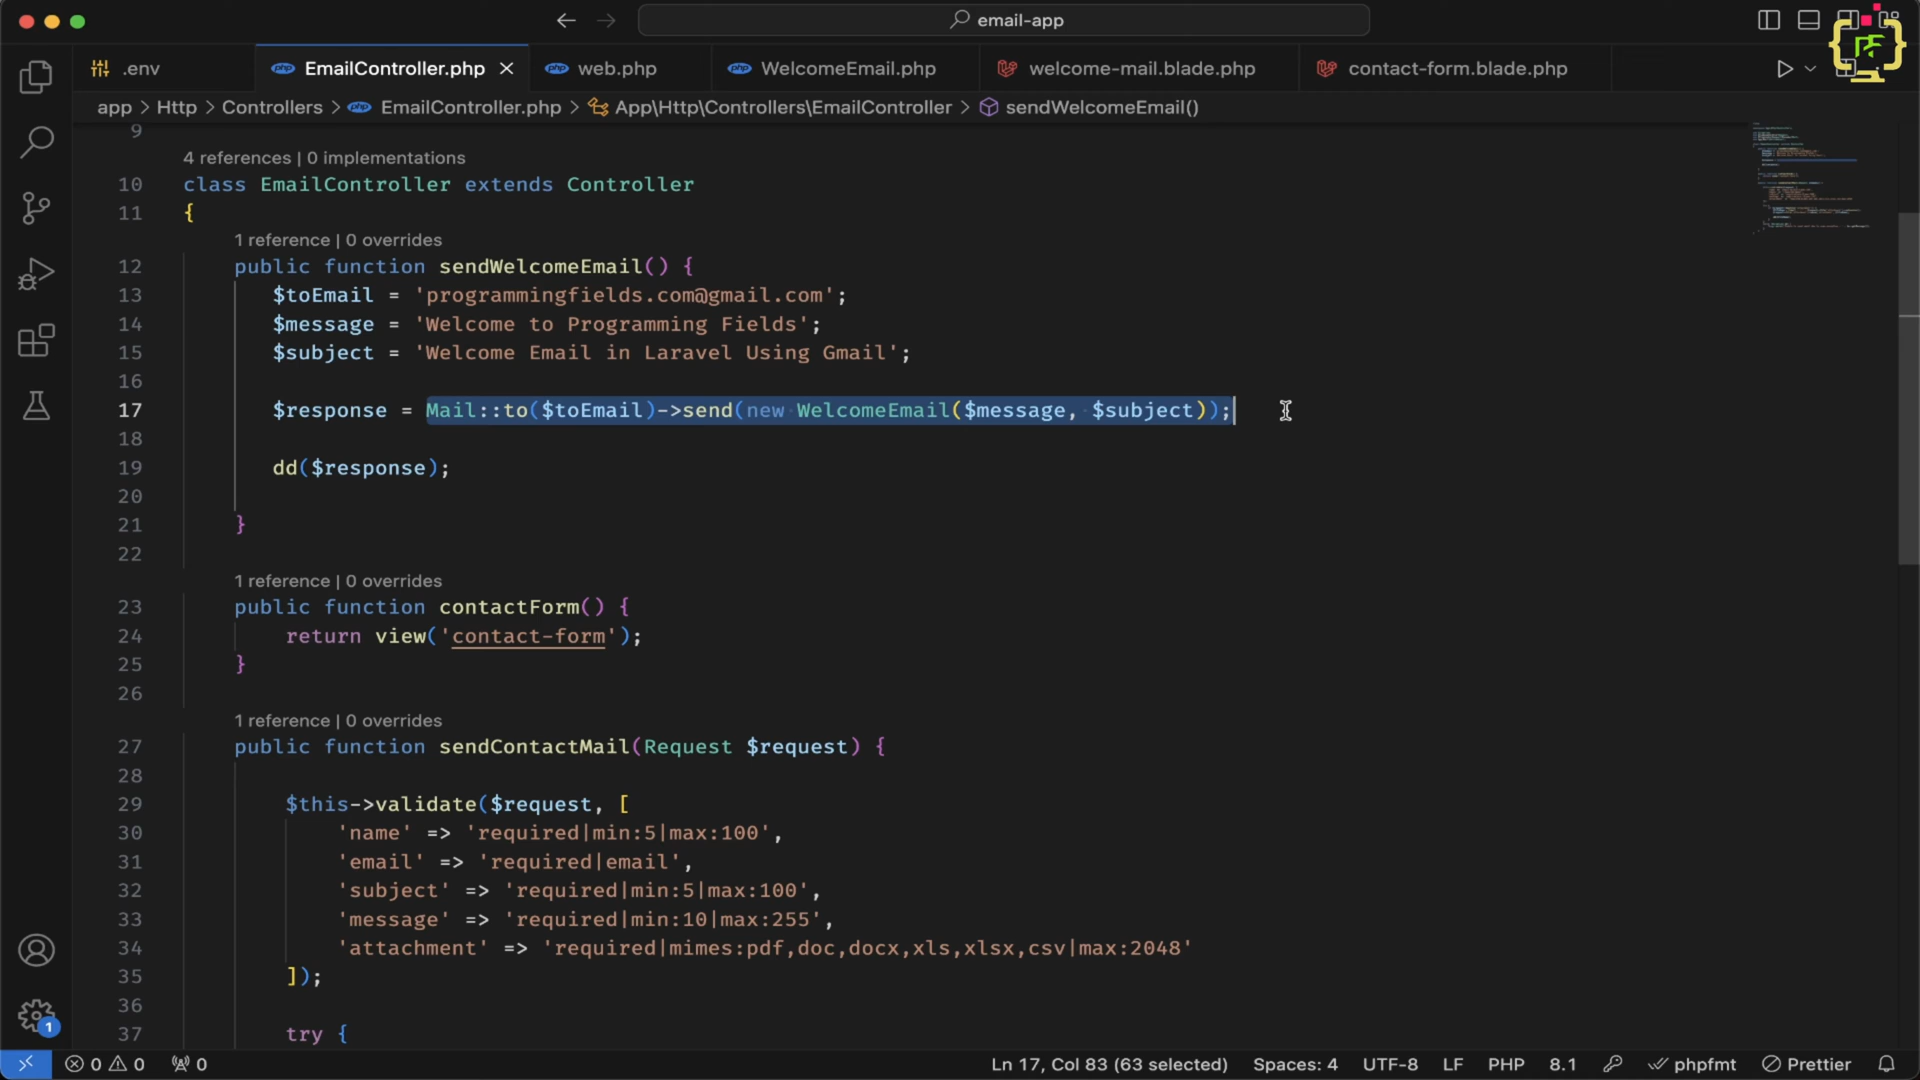 email-app
.env
EmailController.php
web.php
WelcomeEmail.php
welcome-mail.blade.php
contact-form.blade.php
PF
app > Http > Controllers > EmailController.php > App\Http\Controllers\EmailController > sendWelcomeEmail()
9
4 references | 0 implementations
10 class EmailController extends Controller
11 {
1 reference | 0 overrides
12 public function sendWelcomeEmail() {
13 $toEmail = 'programmingfields.com@gmail.com';
14 $message = 'Welcome to Programming Fields';
15 $subject = 'Welcome Email in Laravel Using Gmail';
16
17 $response = Mail::to($toEmail)->send(new WelcomeEmail($message, $subject));
18
19 dd($response);
20
21 }
22
1 reference | 0 overrides
23 public function contactForm() {
24 return view('contact-form');
25 }
26
1 reference | 0 overrides
27 public function sendContactMail(Request $request) {
28
29 $this->validate($request, [
30 'name' => 'required|min:5|max:100',
31 'email' => 'required|email',
32 'subject' => 'required|min:5|max:100',
33 'message' => 'required|min:10|max:255',
34 'attachment' => 'required|mimes:pdf,doc,docx,xls,xlsx,csv|max:2048'
35 ]);
36
37 try {
1
0 0 0 Ln 17, Col 83 (63 selected) Spaces: 4 UTF-8 LF PHP 8.1 phpfmt Prettier